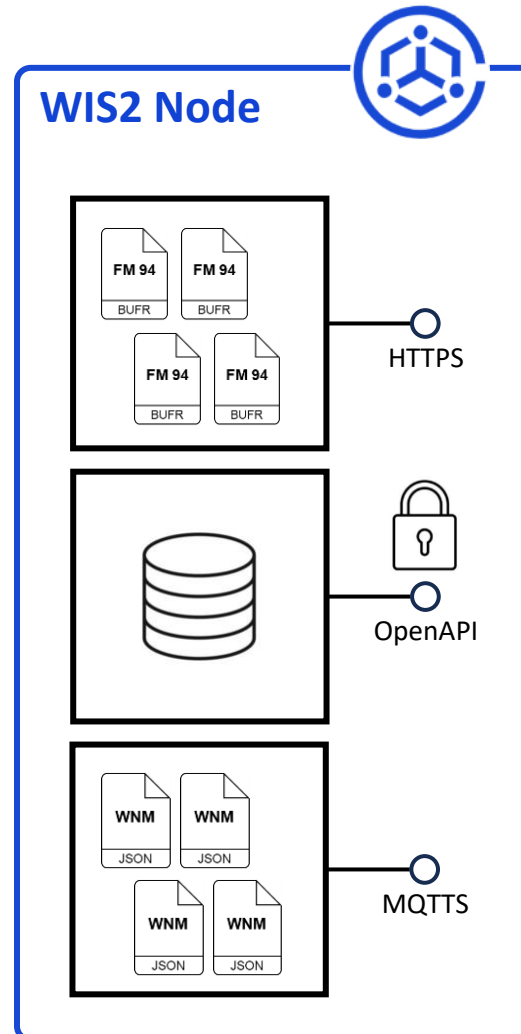 WIS2 Node
FM 94
FM 94
BUFR
BUFR
HTTPS
FM 94
FM 94
BUFR
BUFR
OpenAPI
WNM
WNM
JSON
JSON
MQTTS
WNM
WNM
JSON
JSON